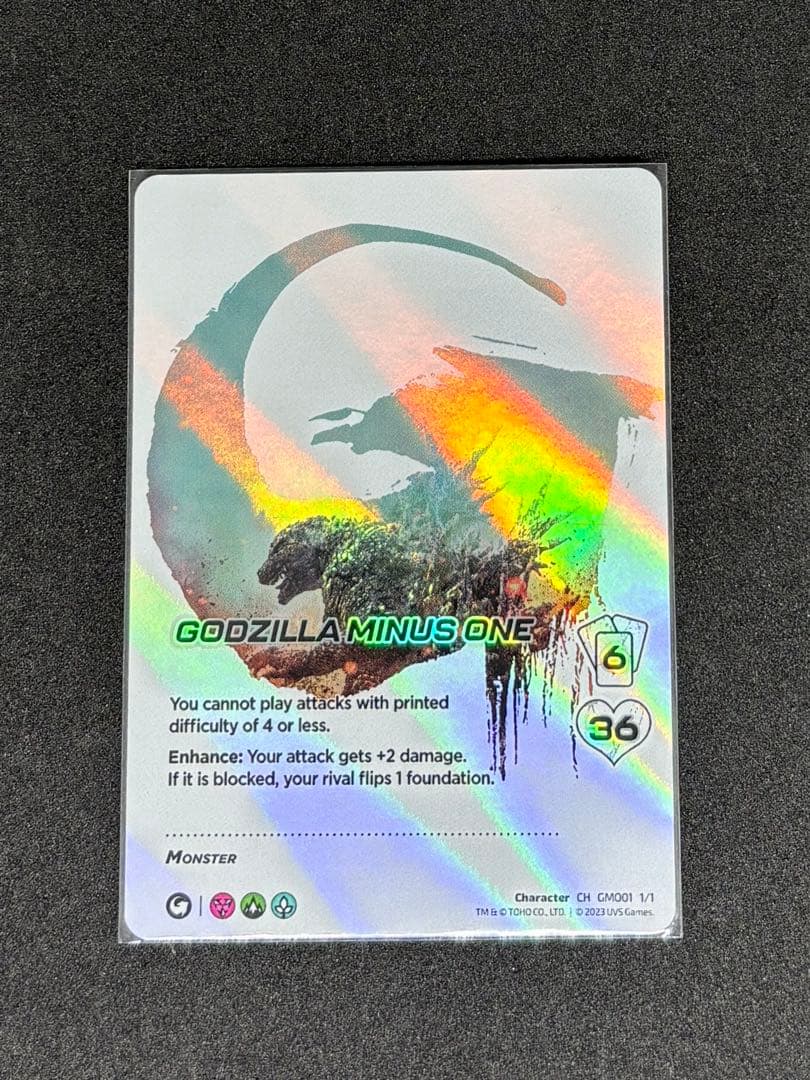 GODZILLA MINUS ONE
6
36
You cannot play attacks with printed
difficulty of 4 or less.
Enhance: Your attack gets +2 damage.
If it is blocked, your rival flips 1 foundation.
MONSTER
Character CH GM001 1/1
TM & © TOHO CO., LTD. | © 2023 UVS Games.